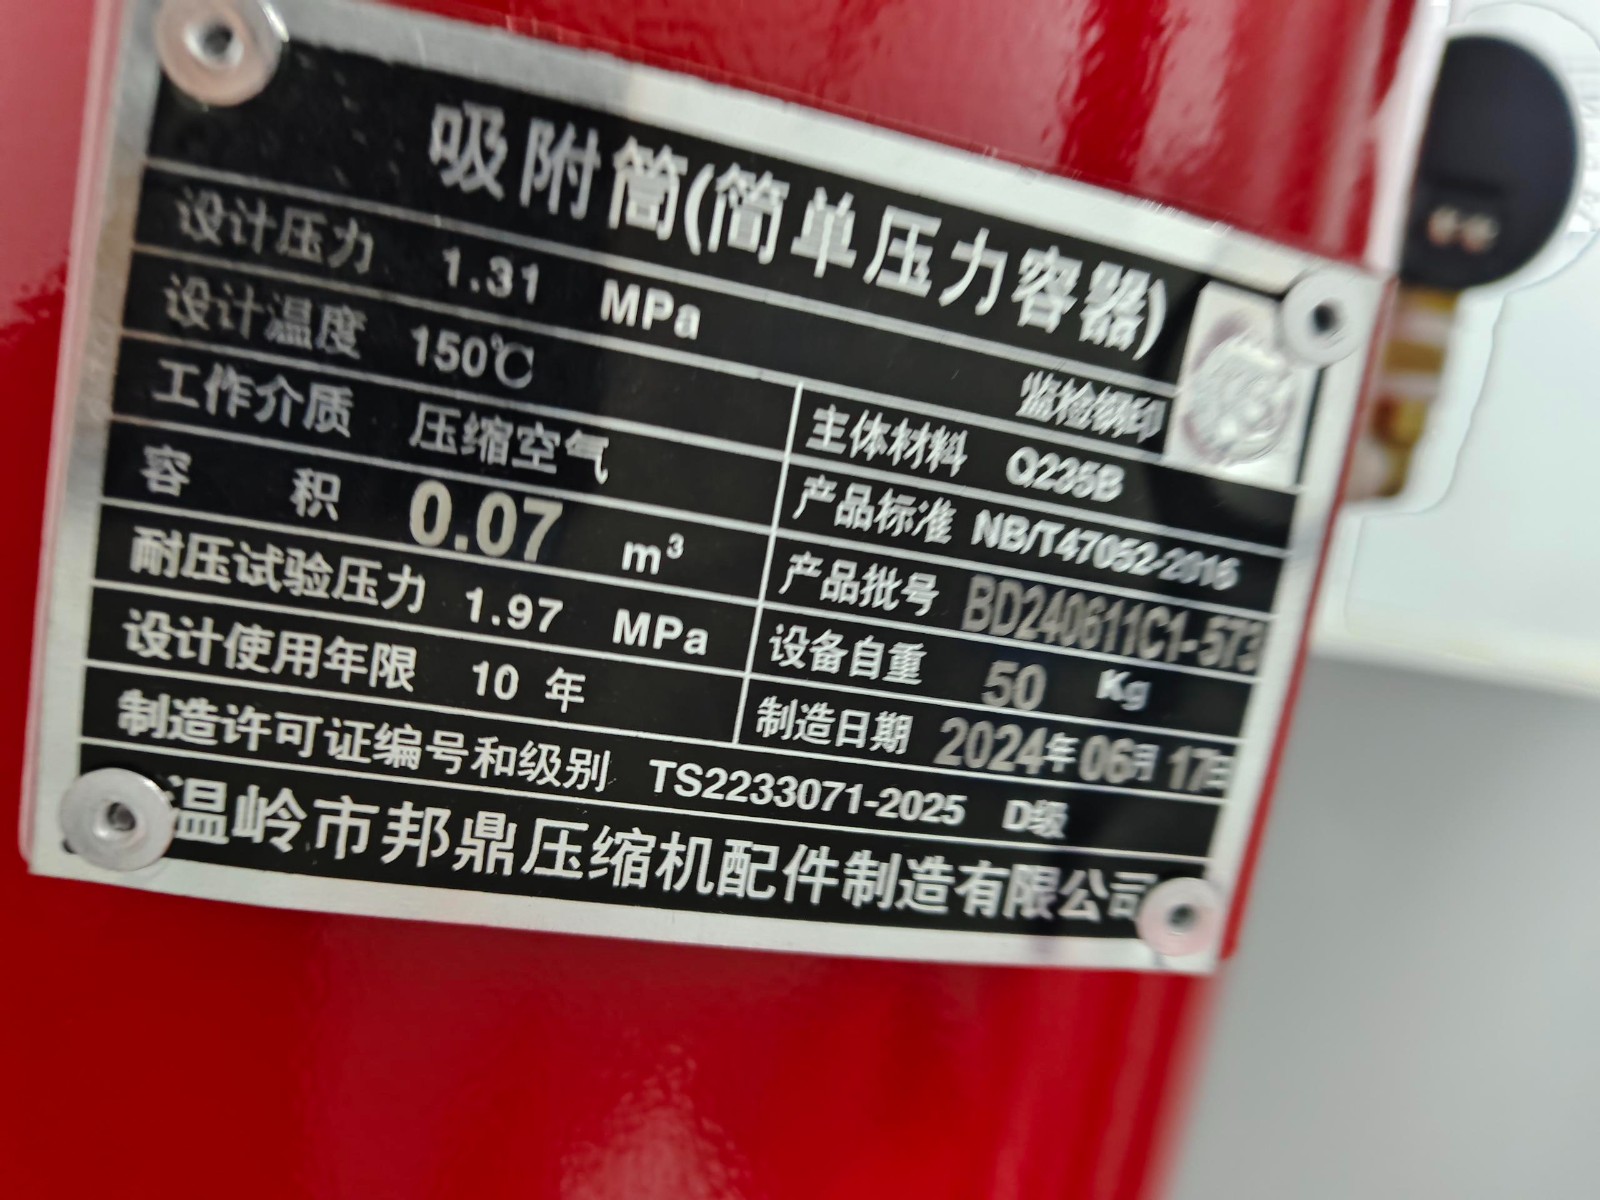 吸附筒(简单压力容器)
设计压力 1.31 MPa 监检钢印
设计温度 150℃ 主体材料 Q235B
工作介质 压缩空气 产品标准 NB/T47052-2016
容积 0.07 m³ 产品批号 BD240611C1-573
耐压试验压力 1.97 MPa 设备自重 50 Kg
设计使用年限 10 年 制造日期 2024年 06月 17日
制造许可证编号和级别 TS2233071-2025 D级
温岭市邦鼎压缩机配件制造有限公司